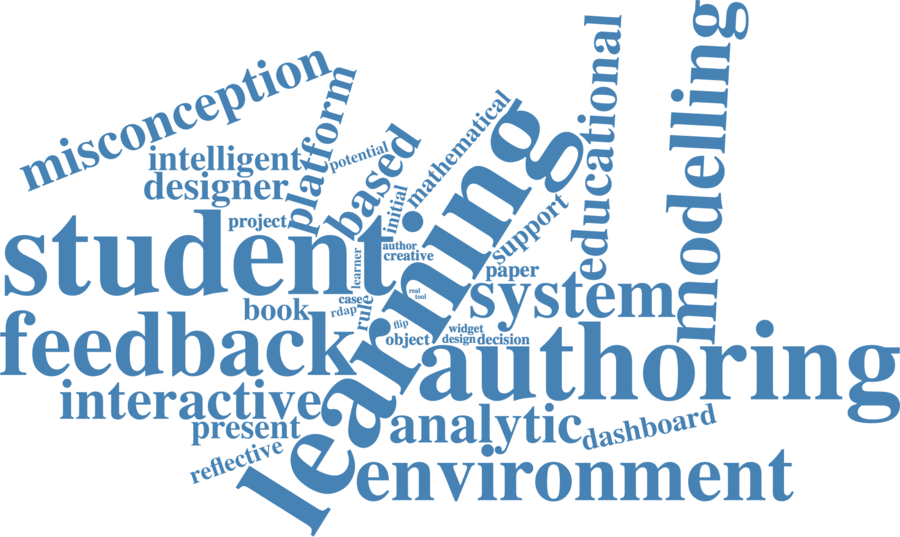 misconception
platform
educational
modelling
intelligent
potential
based
mathematical
learning
designer
initial
project
student
author
creative
support
learner
paper
system
real
tool
case
book
rdap
rule
flip
widget
feedback
object
design
decision
authoring
interactive
present
analytic
dashboard
reflective
environment